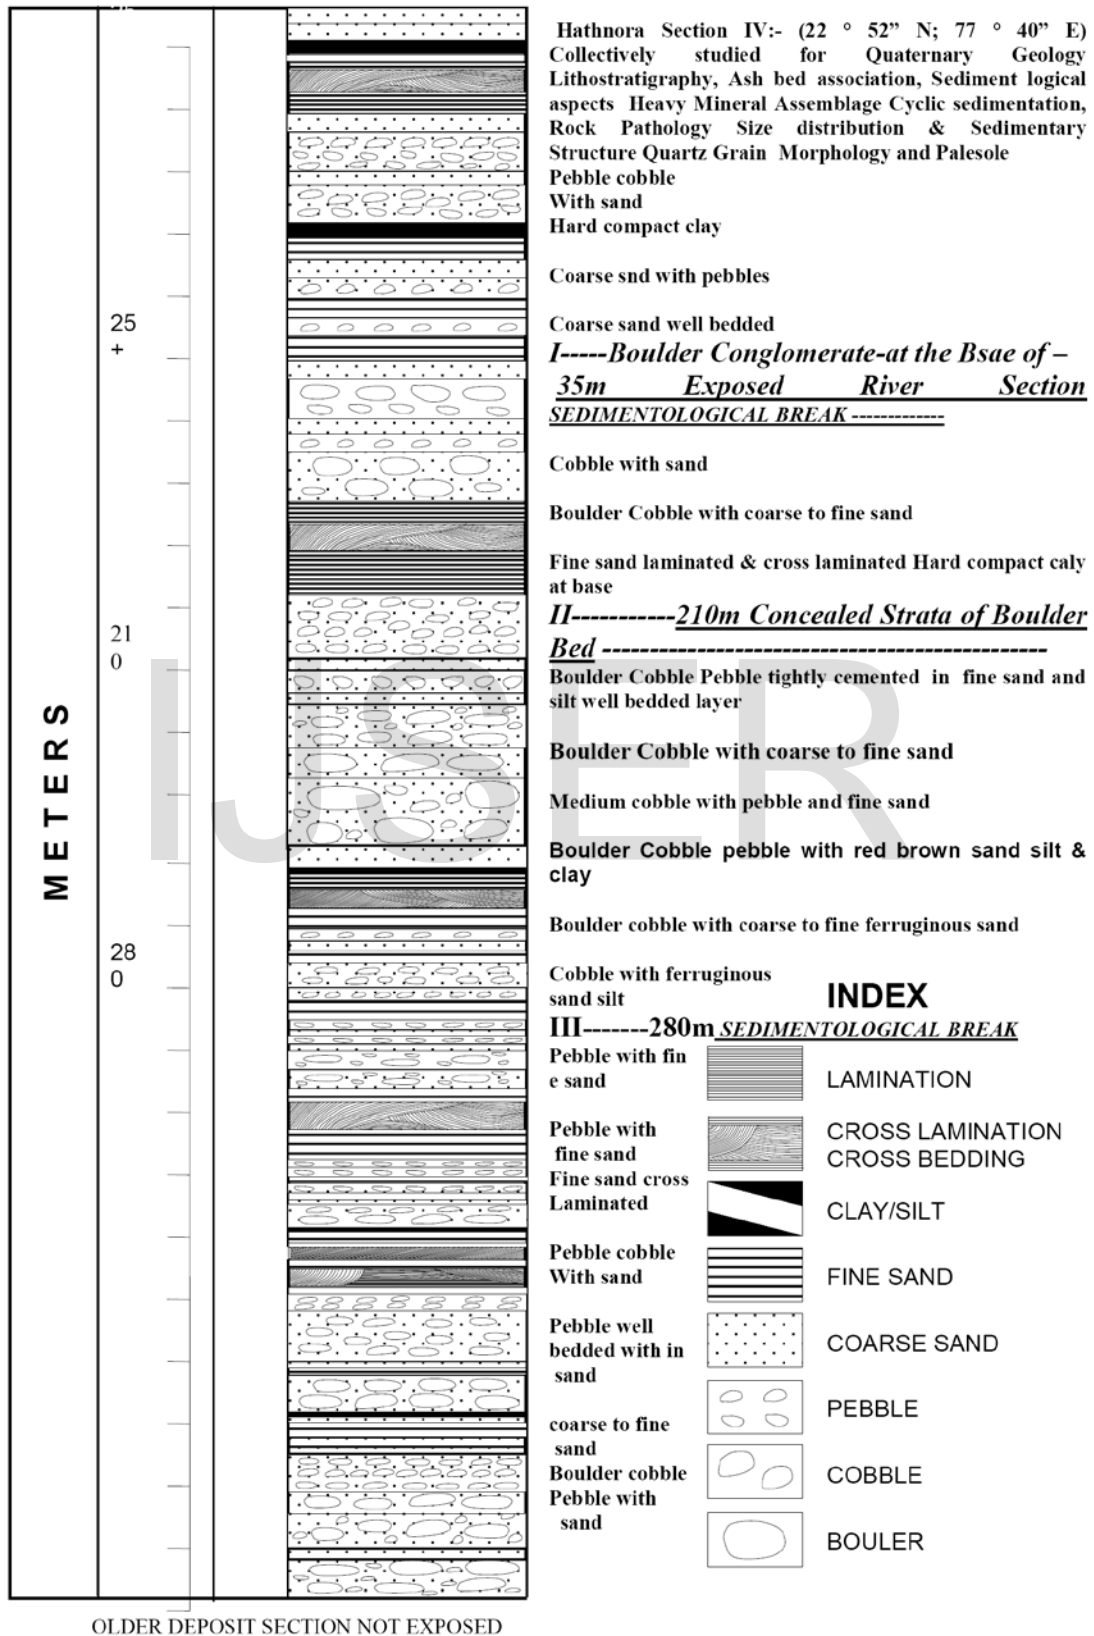 Hathnora Section IV:- (22 ° 52” N; 77 ° 40” E)
Collectively studied for Quaternary Geology
Lithostratigraphy, Ash bed association, Sediment logical
aspects Heavy Mineral Assemblage Cyclic sedimentation,
Rock Pathology Size distribution & Sedimentary
Structure Quartz Grain Morphology and Palesole
Pebble cobble
With sand
Hard compact clay
Coarse snd with pebbles
Coarse sand well bedded
I-----Boulder Conglomerate-at the Bsae of –
35m Exposed River Section
SEDIMENTOLOGICAL BREAK -------------
Cobble with sand
Boulder Cobble with coarse to fine sand
Fine sand laminated & cross laminated Hard compact caly
at base
II-----------210m Concealed Strata of Boulder
Bed -----------------------------------------------
Boulder Cobble Pebble tightly cemented in fine sand and
silt well bedded layer
Boulder Cobble with coarse to fine sand
Medium cobble with pebble and fine sand
Boulder Cobble pebble with red brown sand silt &
clay
Boulder cobble with coarse to fine ferruginous sand
Cobble with ferruginous
sand silt
III-------280m SEDIMENTOLOGICAL BREAK
Pebble with fin
e sand
Pebble with
fine sand
Fine sand cross
Laminated
Pebble cobble
With sand
Pebble well
bedded with in
sand
coarse to fine
sand
Boulder cobble
Pebble with
sand
INDEX
LAMINATION
CROSS LAMINATION
CROSS BEDDING
CLAY/SILT
FINE SAND
COARSE SAND
PEBBLE
COBBLE
BOULER
METERS
25
+
21
0
28
0
IJSER
OLDER DEPOSIT SECTION NOT EXPOSED